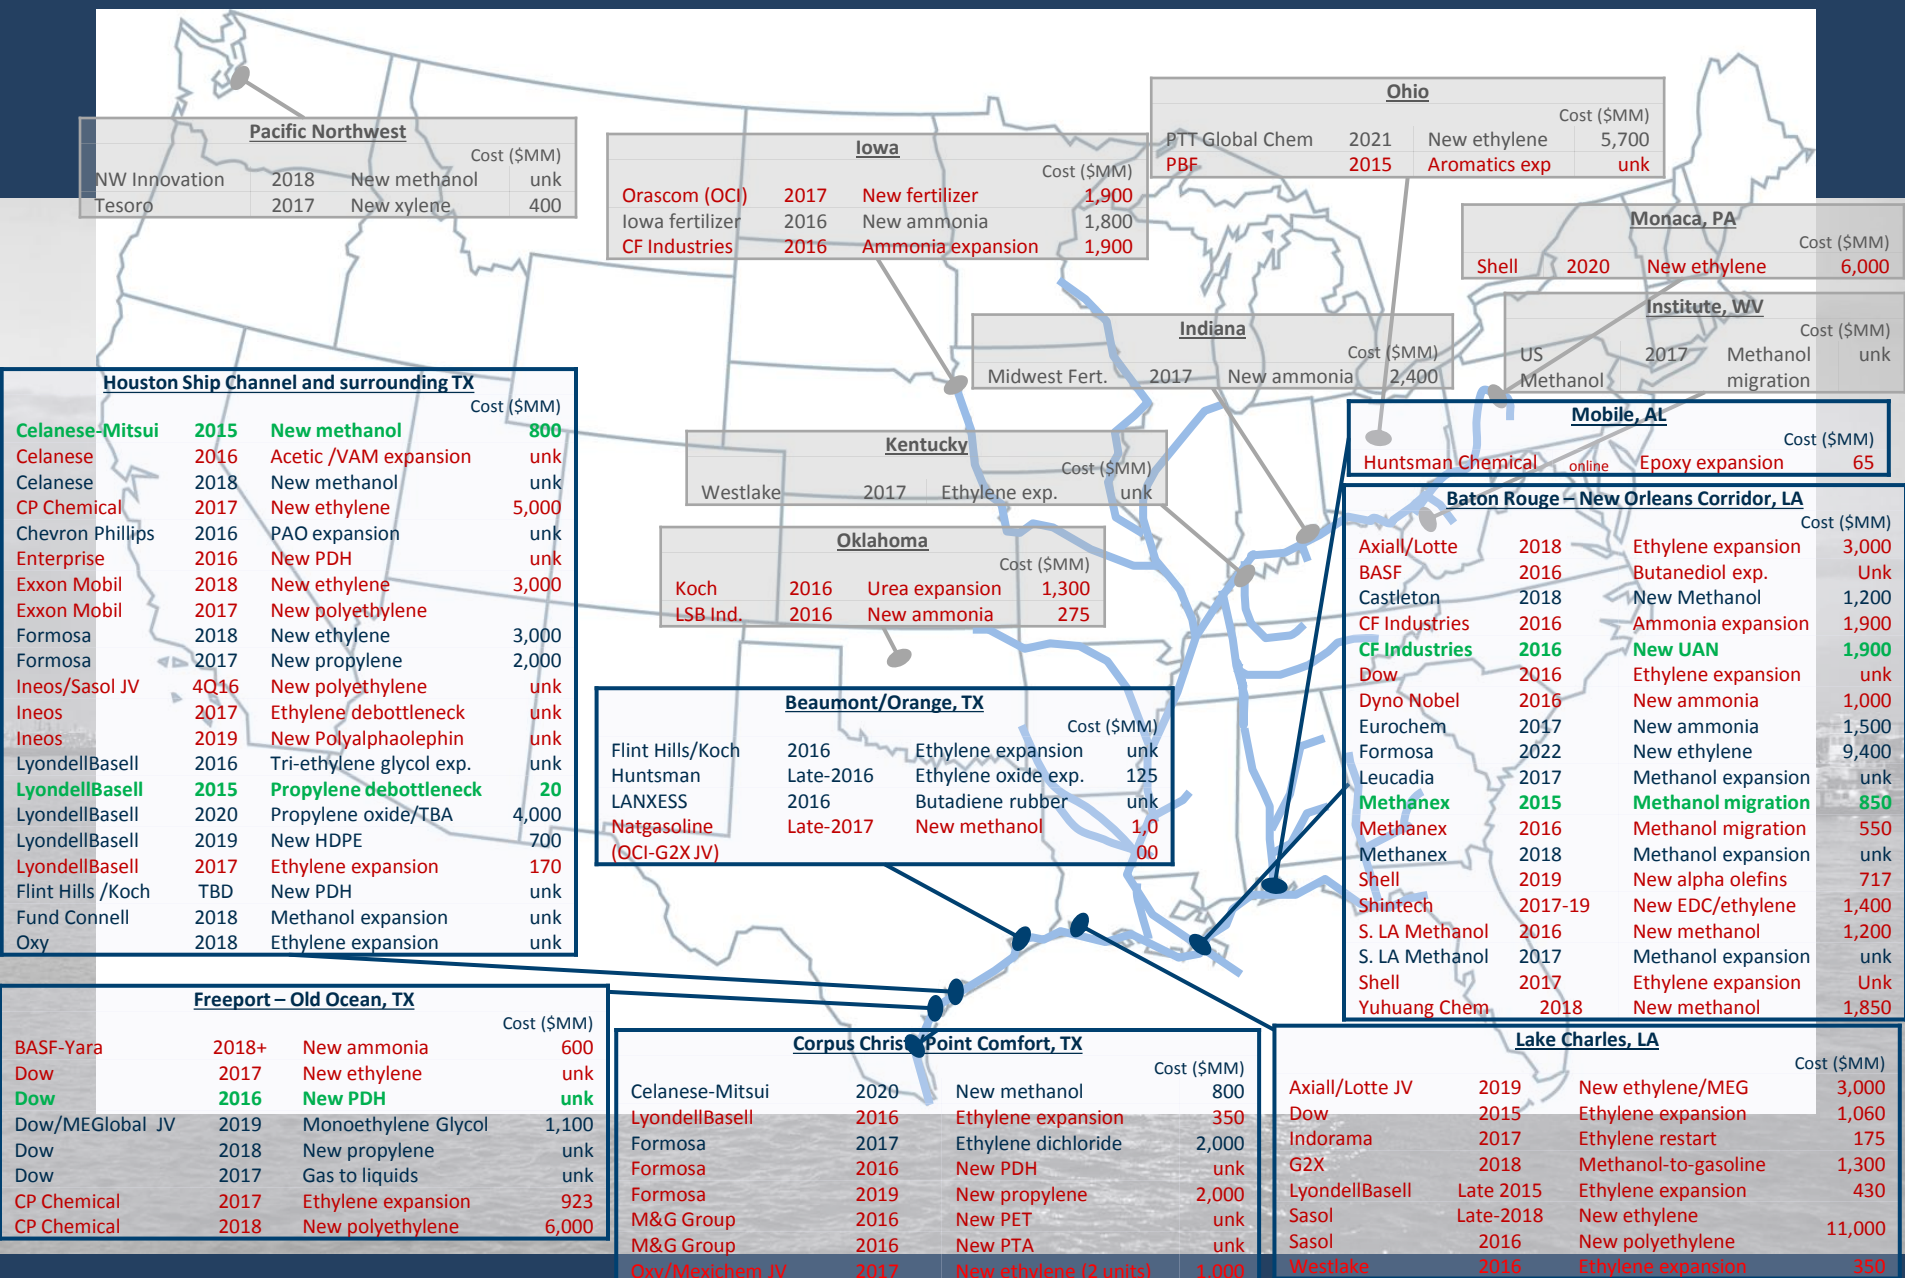 Pacific Northwest
Cost ($MM)
NW Innovation 2018 New methanol unk
Tesoro 2017 New xylene 400
Iowa
Cost ($MM)
Orascom (OCI) 2017 New fertilizer 1,900
Iowa fertilizer 2016 New ammonia 1,800
CF Industries 2016 Ammonia expansion 1,900
Ohio
Cost ($MM)
PTT Global Chem 2021 New ethylene 5,700
PBF 2015 Aromatics exp unk
Monaca, PA
Cost ($MM)
Shell 2020 New ethylene 6,000
Institute, WV
Cost ($MM)
US 2017 Methanol unk
Methanol migration
Indiana
Cost ($MM)
Midwest Fert. 2017 New ammonia 2,400
Houston Ship Channel and surrounding TX
Cost ($MM)
Celanese-Mitsui 2015 New methanol 800
Celanese 2016 Acetic /VAM expansion unk
Celanese 2018 New methanol unk
CP Chemical 2017 New ethylene 5,000
Chevron Phillips 2016 PAO expansion unk
Enterprise 2016 New PDH unk
Exxon Mobil 2018 New ethylene 3,000
Exxon Mobil 2017 New polyethylene
Formosa 2018 New ethylene 3,000
Formosa 2017 New propylene 2,000
Ineos/Sasol JV 4Q16 New polyethylene unk
Ineos 2017 Ethylene debottleneck unk
Ineos 2019 New Polyalphaolephin unk
LyondellBasell 2016 Tri-ethylene glycol exp. unk
LyondellBasell 2015 Propylene debottleneck 20
LyondellBasell 2020 Propylene oxide/TBA 4,000
LyondellBasell 2019 New HDPE 700
LyondellBasell 2017 Ethylene expansion 170
Flint Hills /Koch TBD New PDH unk
Fund Connell 2018 Methanol expansion unk
Oxy 2018 Ethylene expansion unk
Kentucky
Cost ($MM)
Westlake 2017 Ethylene exp. unk
Oklahoma
Cost ($MM)
Koch 2016 Urea expansion 1,300
LSB Ind. 2016 New ammonia 275
Mobile, AL
Cost ($MM)
Huntsman Chemical online Epoxy expansion 65
Baton Rouge – New Orleans Corridor, LA
Cost ($MM)
Axiall/Lotte 2018 Ethylene expansion 3,000
BASF 2016 Butanediol exp. Unk
Castleton 2018 New Methanol 1,200
CF Industries 2016 Ammonia expansion 1,900
CF Industries 2016 New UAN 1,900
Dow 2016 Ethylene expansion unk
Dyno Nobel 2016 New ammonia 1,000
Eurochem 2017 New ammonia 1,500
Formosa 2022 New ethylene 9,400
Leucadia 2017 Methanol expansion unk
Methanex 2015 Methanol migration 850
Methanex 2016 Methanol migration 550
Methanex 2018 Methanol expansion unk
Shell 2019 New alpha olefins 717
Shintech 2017-19 New EDC/ethylene 1,400
S. LA Methanol 2016 New methanol 1,200
S. LA Methanol 2017 Methanol expansion unk
Shell 2017 Ethylene expansion Unk
Yuhuang Chem 2018 New methanol 1,850
Beaumont/Orange, TX
Cost ($MM)
Flint Hills/Koch 2016 Ethylene expansion unk
Huntsman Late-2016 Ethylene oxide exp. 125
LANXESS 2016 Butadiene rubber unk
Natgasoline Late-2017 New methanol 1,0
(OCI-G2X JV) 00
Freeport – Old Ocean, TX
Cost ($MM)
BASF-Yara 2018+ New ammonia 600
Dow 2017 New ethylene unk
Dow 2016 New PDH unk
Dow/MEGlobal JV 2019 Monoethylene Glycol 1,100
Dow 2018 New propylene unk
Dow 2017 Gas to liquids unk
CP Chemical 2017 Ethylene expansion 923
CP Chemical 2018 New polyethylene 6,000
Corpus Christ Point Comfort, TX
Cost ($MM)
Celanese-Mitsui 2020 New methanol 800
LyondellBasell 2016 Ethylene expansion 350
Formosa 2017 Ethylene dichloride 2,000
Formosa 2016 New PDH unk
Formosa 2019 New propylene 2,000
M&G Group 2016 New PET unk
M&G Group 2016 New PTA unk
Oxy/Mexichem JV 2017 New ethylene (2 units) 1,000
Lake Charles, LA
Cost ($MM)
Axiall/Lotte JV 2019 New ethylene/MEG 3,000
Dow 2015 Ethylene expansion 1,060
Indorama 2017 Ethylene restart 175
G2X 2018 Methanol-to-gasoline 1,300
LyondellBasell Late 2015 Ethylene expansion 430
Sasol Late-2018 New ethylene
11,000
Sasol 2016 New polyethylene
Westlake 2016 Ethylene expansion 350